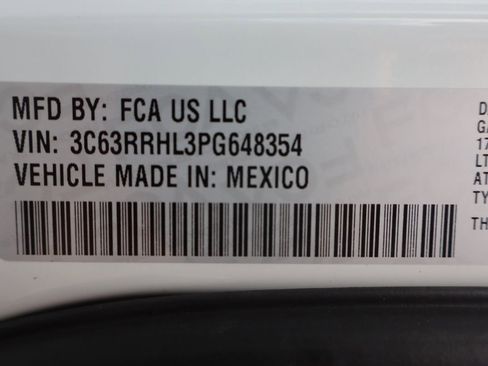 MFD BY: FCA US LLC
VIN: 3C63RRHL3PG648354
VEHICLE MADE IN: MEXICO